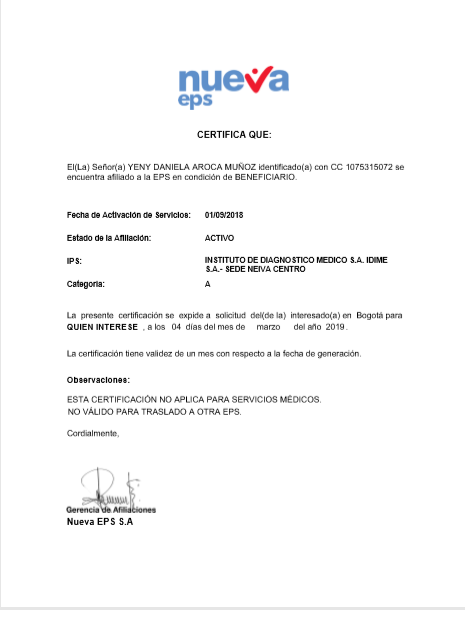 nueva
eps
CERTIFICA QUE:
El(La) Señor(a) YENY DANIELA AROCA MUÑOZ identificado(a) con CC 1075315072 se
encuentra afiliado a la EPS en condición de BENEFICIARIO.
Fecha de Activación de Servicios: 01/09/2018
Estado de la Afiliación: ACTIVO
IPS: INSTITUTO DE DIAGNOSTICO MEDICO S.A. IDIME
S.A.- SEDE NEIVA CENTRO
Categoría: A
La presente certificación se expide a solicitud del(de la) interesado(a) en Bogotá para
QUIEN INTERESE , a los 04 días del mes de marzo del año 2019.
La certificación tiene validez de un mes con respecto a la fecha de generación.
Observaciones:
ESTA CERTIFICACIÓN NO APLICA PARA SERVICIOS MÉDICOS.
NO VÁLIDO PARA TRASLADO A OTRA EPS.
Cordialmente,
Gerencia de Afiliaciones
Nueva EPS S.A